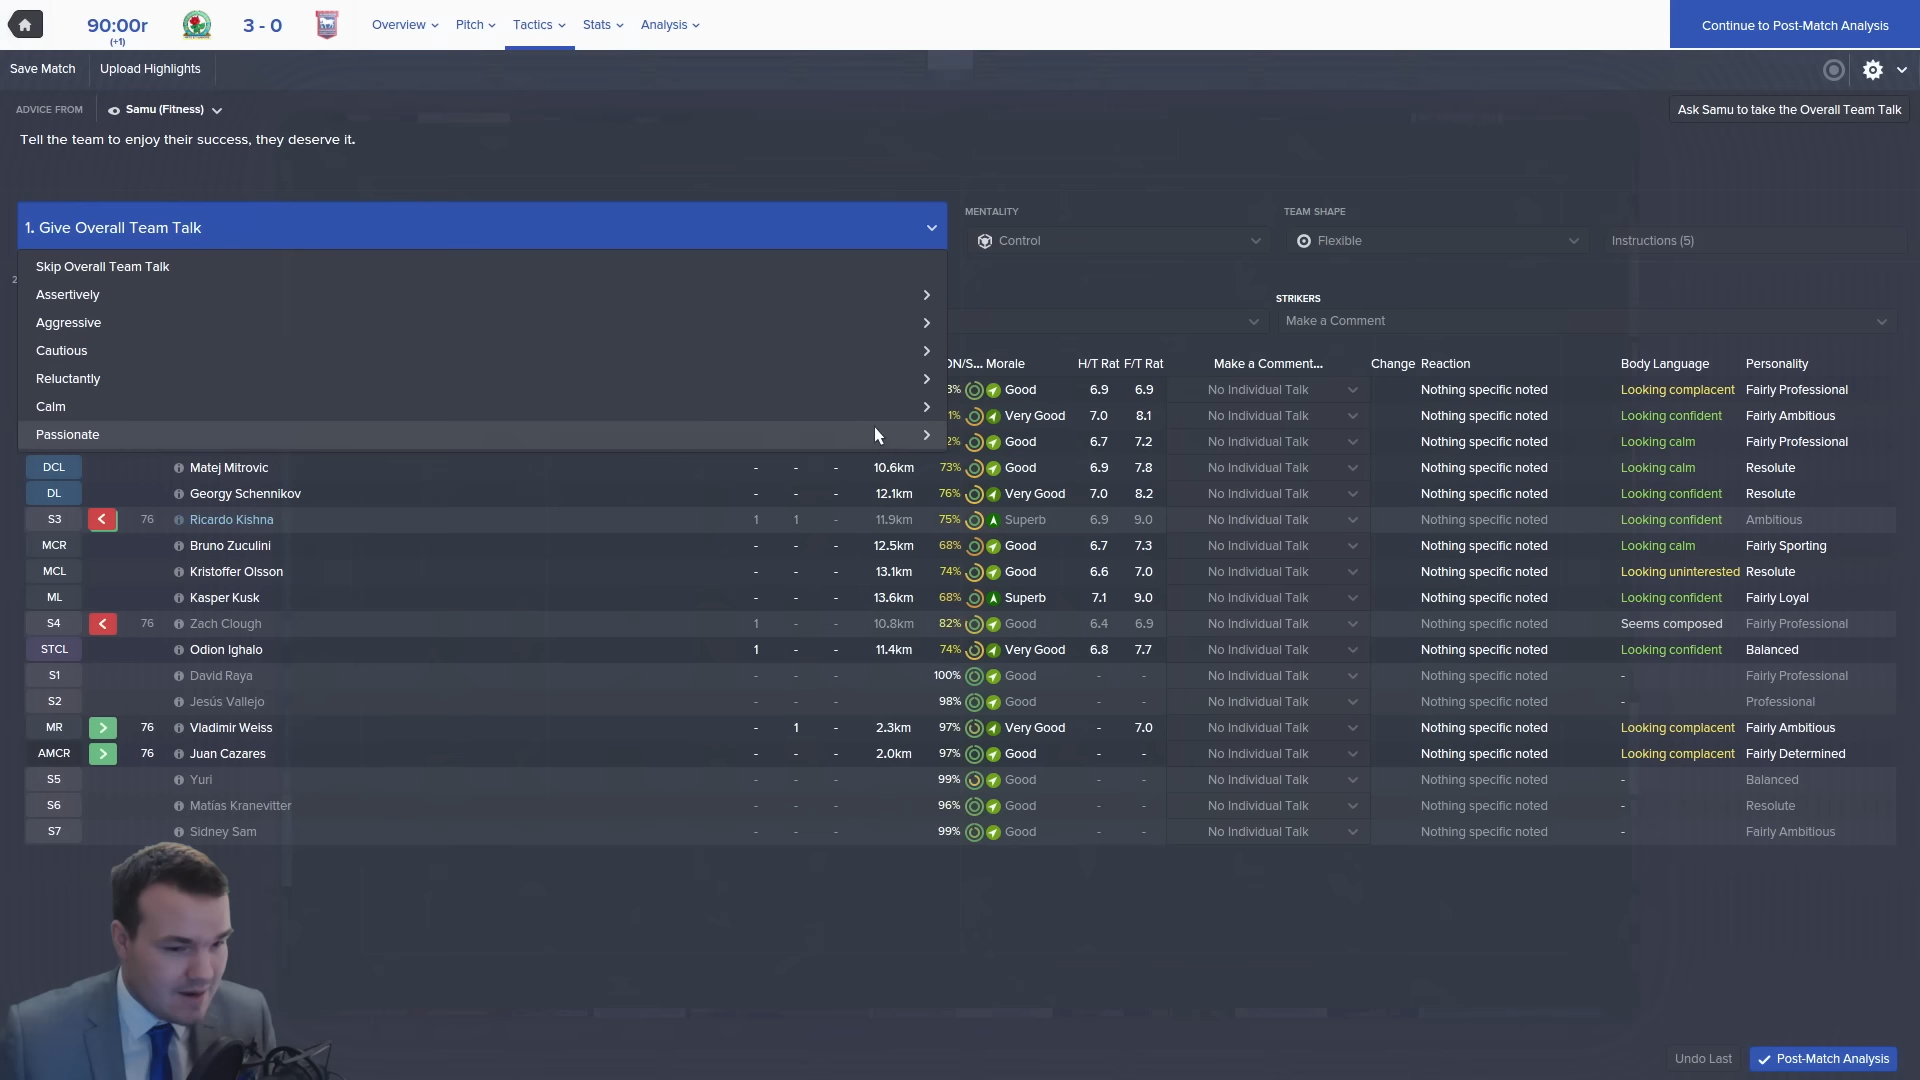 90:00r
(+1)
3 - 0
Overview
Pitch
Tactics
Stats
Analysis
Continue to Post-Match Analysis
Save Match
Upload Highlights
ADVICE FROM
Samu (Fitness)
Ask Samu to take the Overall Team Talk
Tell the team to enjoy their success, they deserve it.
1. Give Overall Team Talk
MENTALITY
Control
TEAM SHAPE
Flexible
Instructions (5)
Skip Overall Team Talk
2
Assertively
Aggressive
Cautious
Reluctantly
Calm
Passionate
STRIKERS
Make a Comment
Morale H/T Rat F/T Rat Make a Comment... Change Reaction Body Language Personality
Good 6.9 6.9 No Individual Talk Nothing specific noted Looking complacent Fairly Professional
Very Good 7.0 8.1 No Individual Talk Nothing specific noted Looking confident Fairly Ambitious
Good 6.7 7.2 No Individual Talk Nothing specific noted Looking calm Fairly Professional
DCL Matej Mitrovic - - - 10.6km 73% Good 6.9 7.8 No Individual Talk Nothing specific noted Looking calm Resolute
DL Georgy Schennikov - - - 12.1km 76% Very Good 7.0 8.2 No Individual Talk Nothing specific noted Looking confident Resolute
S3 76 Ricardo Kishna 1 1 - 11.9km 75% Superb 6.9 9.0 No Individual Talk Nothing specific noted Looking confident Ambitious
MCR Bruno Zuculini - - - 12.5km 68% Good 6.7 7.3 No Individual Talk Nothing specific noted Looking calm Fairly Sporting
MCL Kristoffer Olsson - - - 13.1km 74% Good 6.6 7.0 No Individual Talk Nothing specific noted Looking uninterested Resolute
ML Kasper Kusk - - - 13.6km 68% Superb 7.1 9.0 No Individual Talk Nothing specific noted Looking confident Fairly Loyal
S4 76 Zach Clough 1 - - 10.8km 82% Good 6.4 6.9 No Individual Talk Nothing specific noted Seems composed Fairly Professional
STCL Odion Ighalo 1 - - 11.4km 74% Very Good 6.8 7.7 No Individual Talk Nothing specific noted Looking confident Balanced
S1 David Raya - - - 100% Good - - No Individual Talk Nothing specific noted - Fairly Professional
S2 Jesús Vallejo - - - 98% Good - - No Individual Talk Nothing specific noted - Professional
MR 76 Vladimir Weiss - 1 - 2.3km 97% Very Good - 7.0 No Individual Talk Nothing specific noted Looking complacent Fairly Ambitious
AMCR 76 Juan Cazares - - - 2.0km 97% Good - - No Individual Talk Nothing specific noted Looking complacent Fairly Determined
S5 Yuri - - - 99% Good - - No Individual Talk Nothing specific noted - Balanced
S6 Matías Kranevitter - - - 96% Good - - No Individual Talk Nothing specific noted - Resolute
S7 Sidney Sam - - - 99% Good - - No Individual Talk Nothing specific noted - Fairly Ambitious
Undo Last
Post-Match Analysis